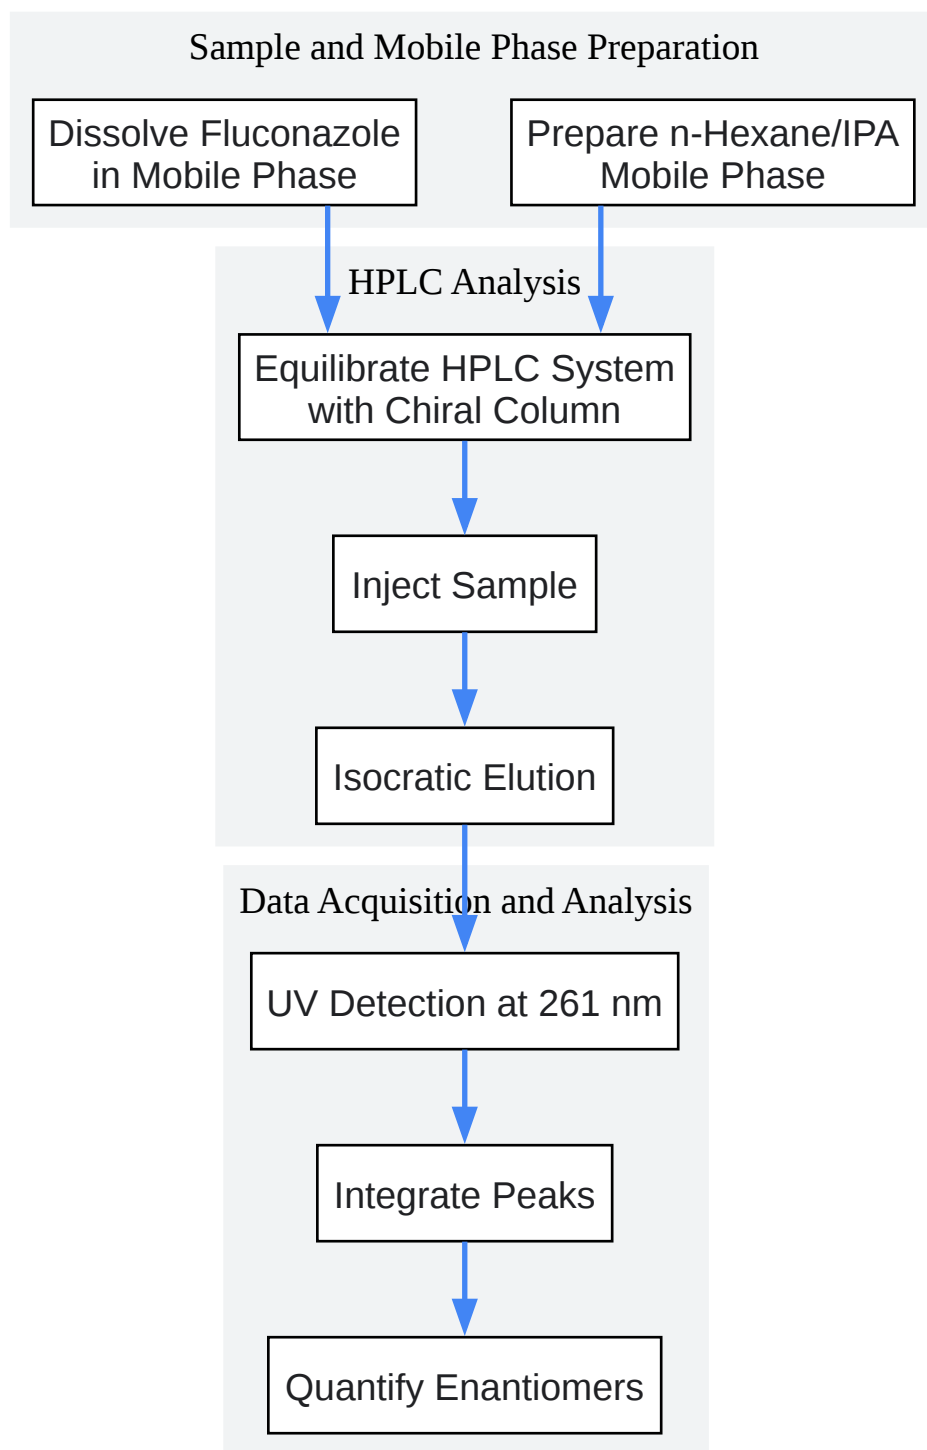 Sample and Mobile Phase Preparation
Dissolve Fluconazole
in Mobile Phase
Prepare n-Hexane/IPA
Mobile Phase
HPLC Analysis
Equilibrate HPLC System
with Chiral Column
Inject Sample
Isocratic Elution
Data Acquisition and Analysis
UV Detection at 261 nm
Integrate Peaks
Quantify Enantiomers